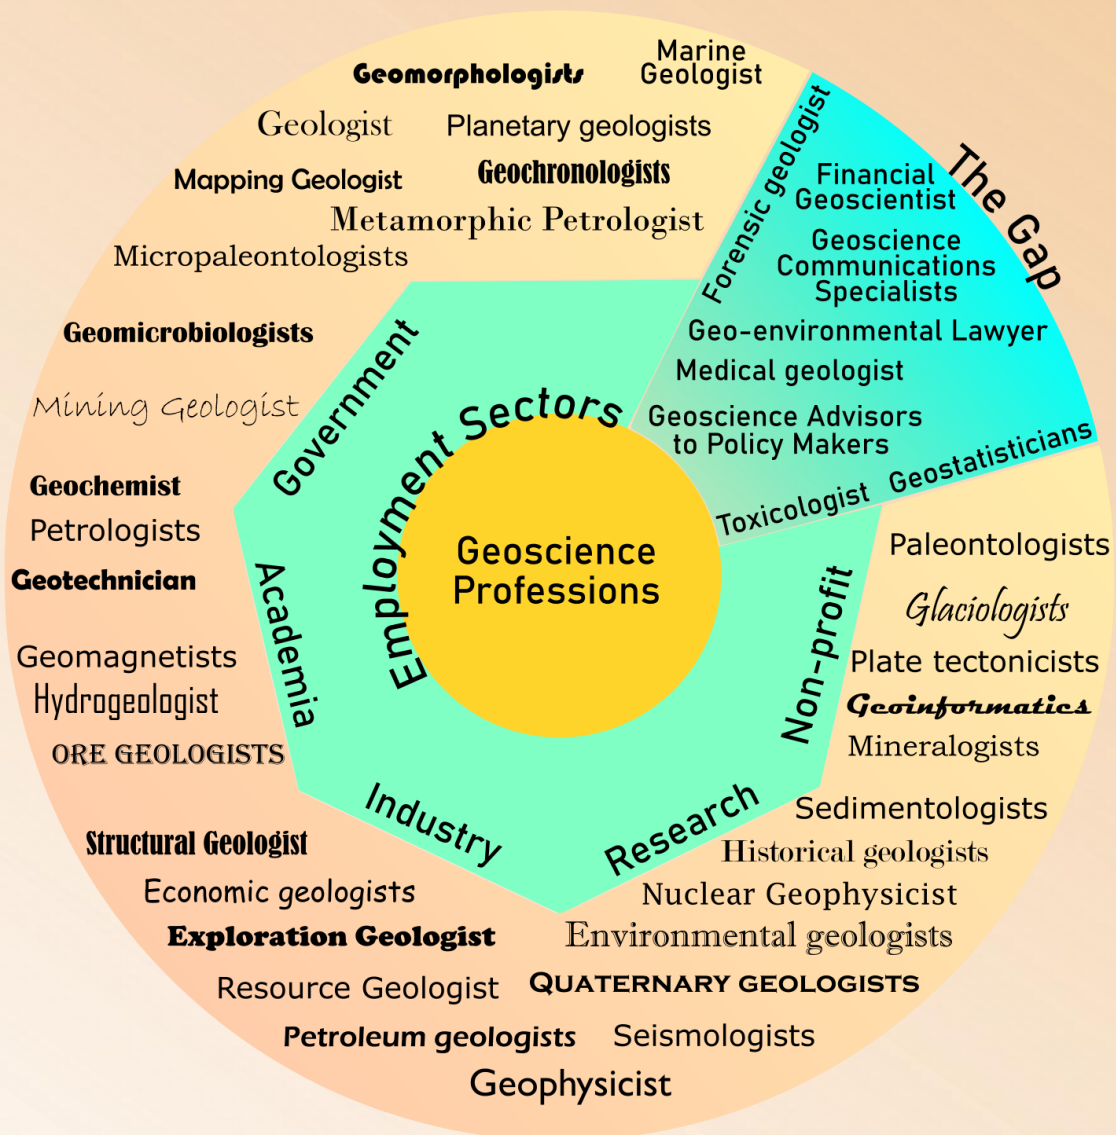 Marine
Geologist
Geomorphologists
Geologist
Planetary geologists
Mapping Geologist
Geochronologists
Metamorphic Petrologist
Micropaleontologists
Geomicrobiologists
Mining Geologist
Geochemist
Petrologists
Geotechnician
Geomagnetists
Hydrogeologist
ORE GEOLOGISTS
Structural Geologist
Economic geologists
Exploration Geologist
Resource Geologist
Petroleum geologists
Geophysicist
Seismologists
QUATERNARY GEOLOGISTS
Environmental geologists
Nuclear Geophysicist
Historical geologists
Sedimentologists
Mineralogists
Geoinformatics
Plate tectonicists
Glaciologists
Paleontologists
The Gap
Forensic geologist
Financial
Geoscientist
Geoscience
Communications
Specialists
Geo-environmental Lawyer
Medical geologist
Geoscience Advisors
to Policy Makers
Toxicologist
Geostatisticians
Employment Sectors
Government
Academia
Industry
Research
Non-profit
Geoscience
Professions